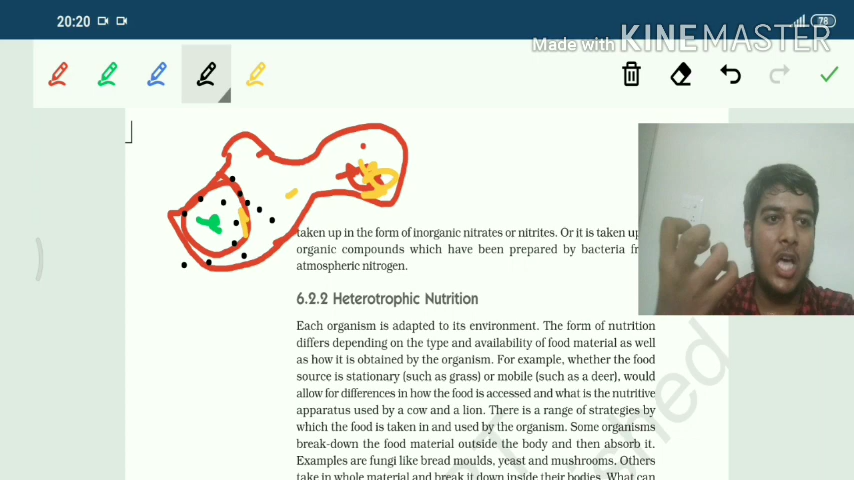 20:20
78
Made with KINEMASTER
taken up in the form of inorganic nitrates or nitrites. Or it is taken up
organic compounds which have been prepared by bacteria fr
atmospheric nitrogen.
6.2.2 Heterotrophic Nutrition
Each organism is adapted to its environment. The form of nutrition
differs depending on the type and availability of food material as well
as how it is obtained by the organism. For example, whether the food
source is stationary (such as grass) or mobile (such as a deer), would
allow for differences in how the food is accessed and what is the nutritive
apparatus used by a cow and a lion. There is a range of strategies by
which the food is taken in and used by the organism. Some organisms
break-down the food material outside the body and then absorb it.
Examples are fungi like bread moulds, yeast and mushrooms. Others
take in whole material and break it down inside their bodies. What can